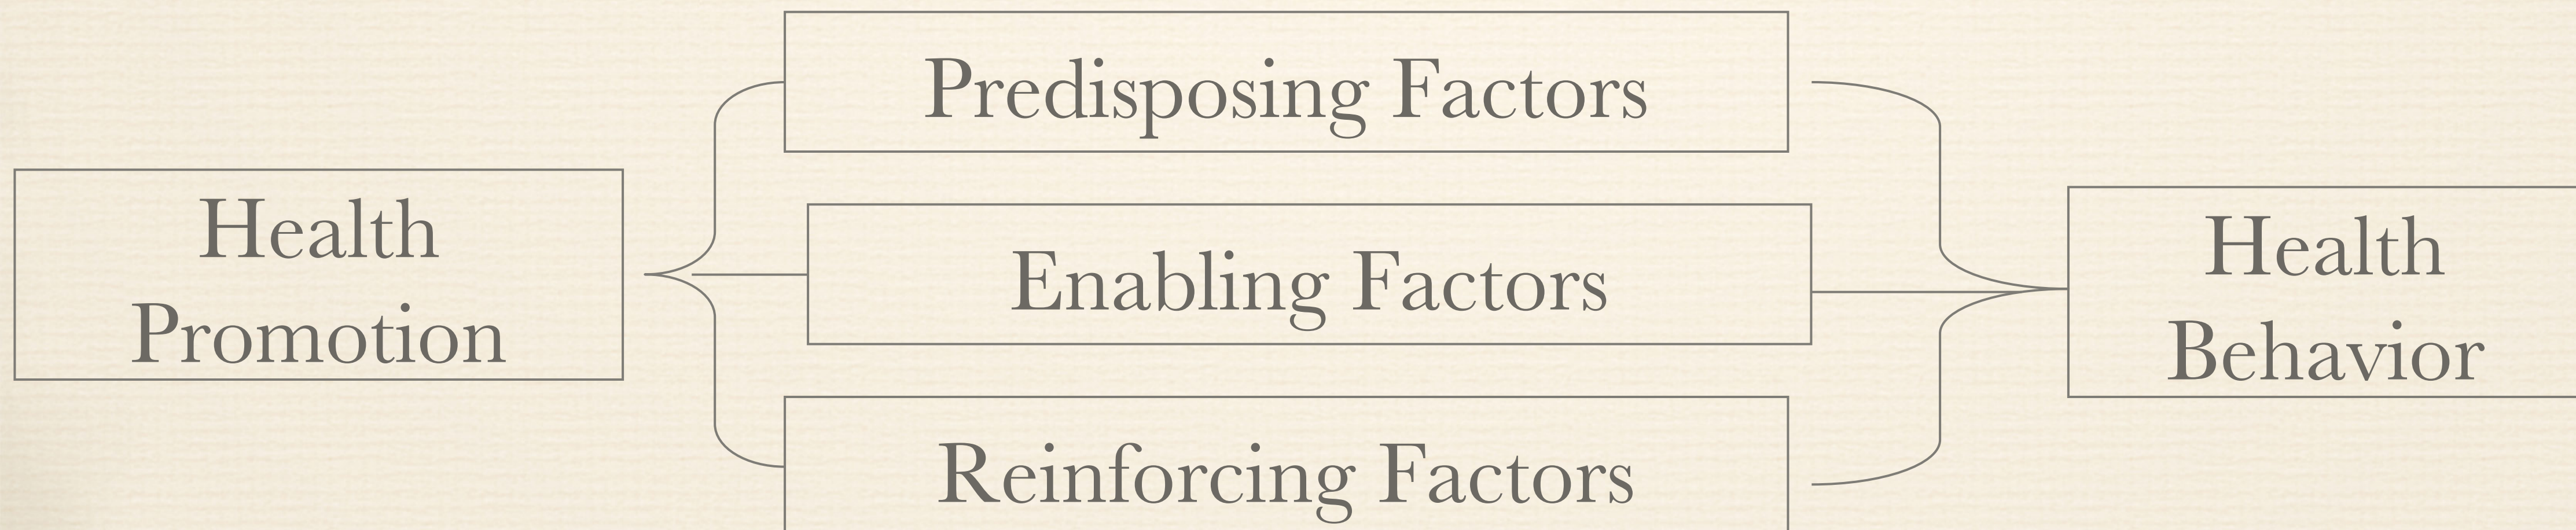 Predisposing Factors
Health
Promotion
Enabling Factors
Health
Behavior
Reinforcing Factors